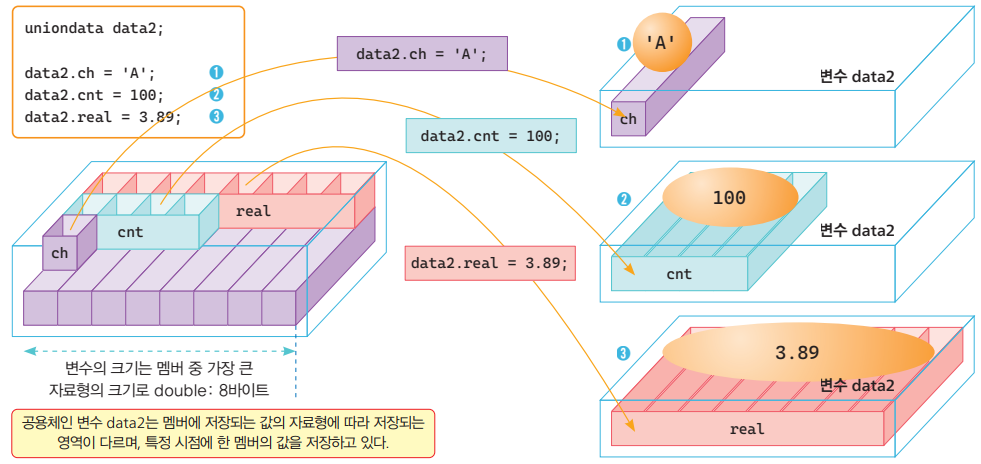 uniondata data2;
data2.ch = 'A'; ①
data2.cnt = 100; ②
data2.real = 3.89; ③
data2.ch = 'A';
data2.cnt = 100;
data2.real = 3.89;
real
cnt
ch
변수의 크기는 멤버 중 가장 큰
자료형의 크기로 double: 8바이트
공용체인 변수 data2는 멤버에 저장되는 값의 자료형에 따라 저장되는
영역이 다르며, 특정 시점에 한 멤버의 값을 저장하고 있다.
① 'A'
변수 data2
ch
② 100
변수 data2
cnt
③ 3.89
변수 data2
real